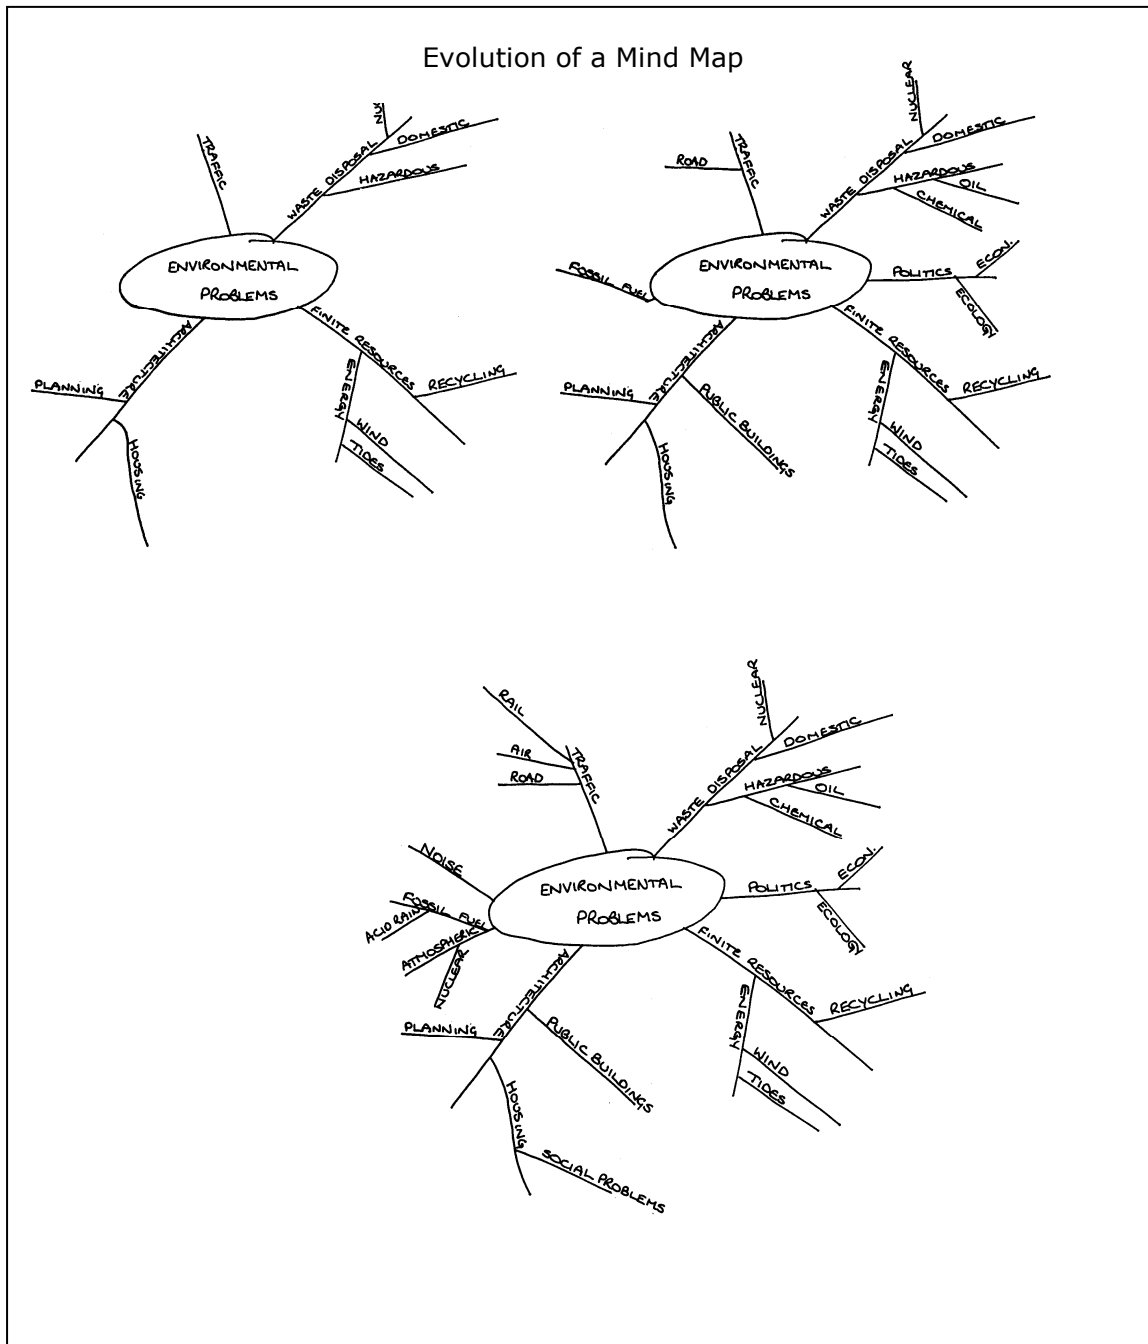 Evolution of a Mind Map
TRAFFIC
WASTE DISPOSAL
DOMESTIC
HAZARDOUS
ENVIRONMENTAL
PROBLEMS
ARCHITECTURE
PLANNING
HOUSING
FINITE RESOURCES
ENERGY
WIND
TIDES
RECYCLING
ROAD
TRAFFIC
WASTE DISPOSAL
NUCLEAR
DOMESTIC
HAZARDOUS
OIL
CHEMICAL
FOSSIL FUEL
ENVIRONMENTAL
PROBLEMS
POLITICS
ECON.
ECOLOGY
ARCHITECTURE
PLANNING
PUBLIC BUILDINGS
HOUSING
FINITE RESOURCES
ENERGY
WIND
TIDES
RECYCLING
RAIL
AIR
ROAD
TRAFFIC
WASTE DISPOSAL
NUCLEAR
DOMESTIC
HAZARDOUS
OIL
CHEMICAL
NOISE
FOSSIL FUEL
ACID RAIN
ATMOSPHERIC
NUCLEAR
ENVIRONMENTAL
PROBLEMS
POLITICS
ECON.
ECOLOGY
ARCHITECTURE
PLANNING
PUBLIC BUILDINGS
HOUSING
SOCIAL PROBLEMS
FINITE RESOURCES
ENERGY
WIND
TIDES
RECYCLING